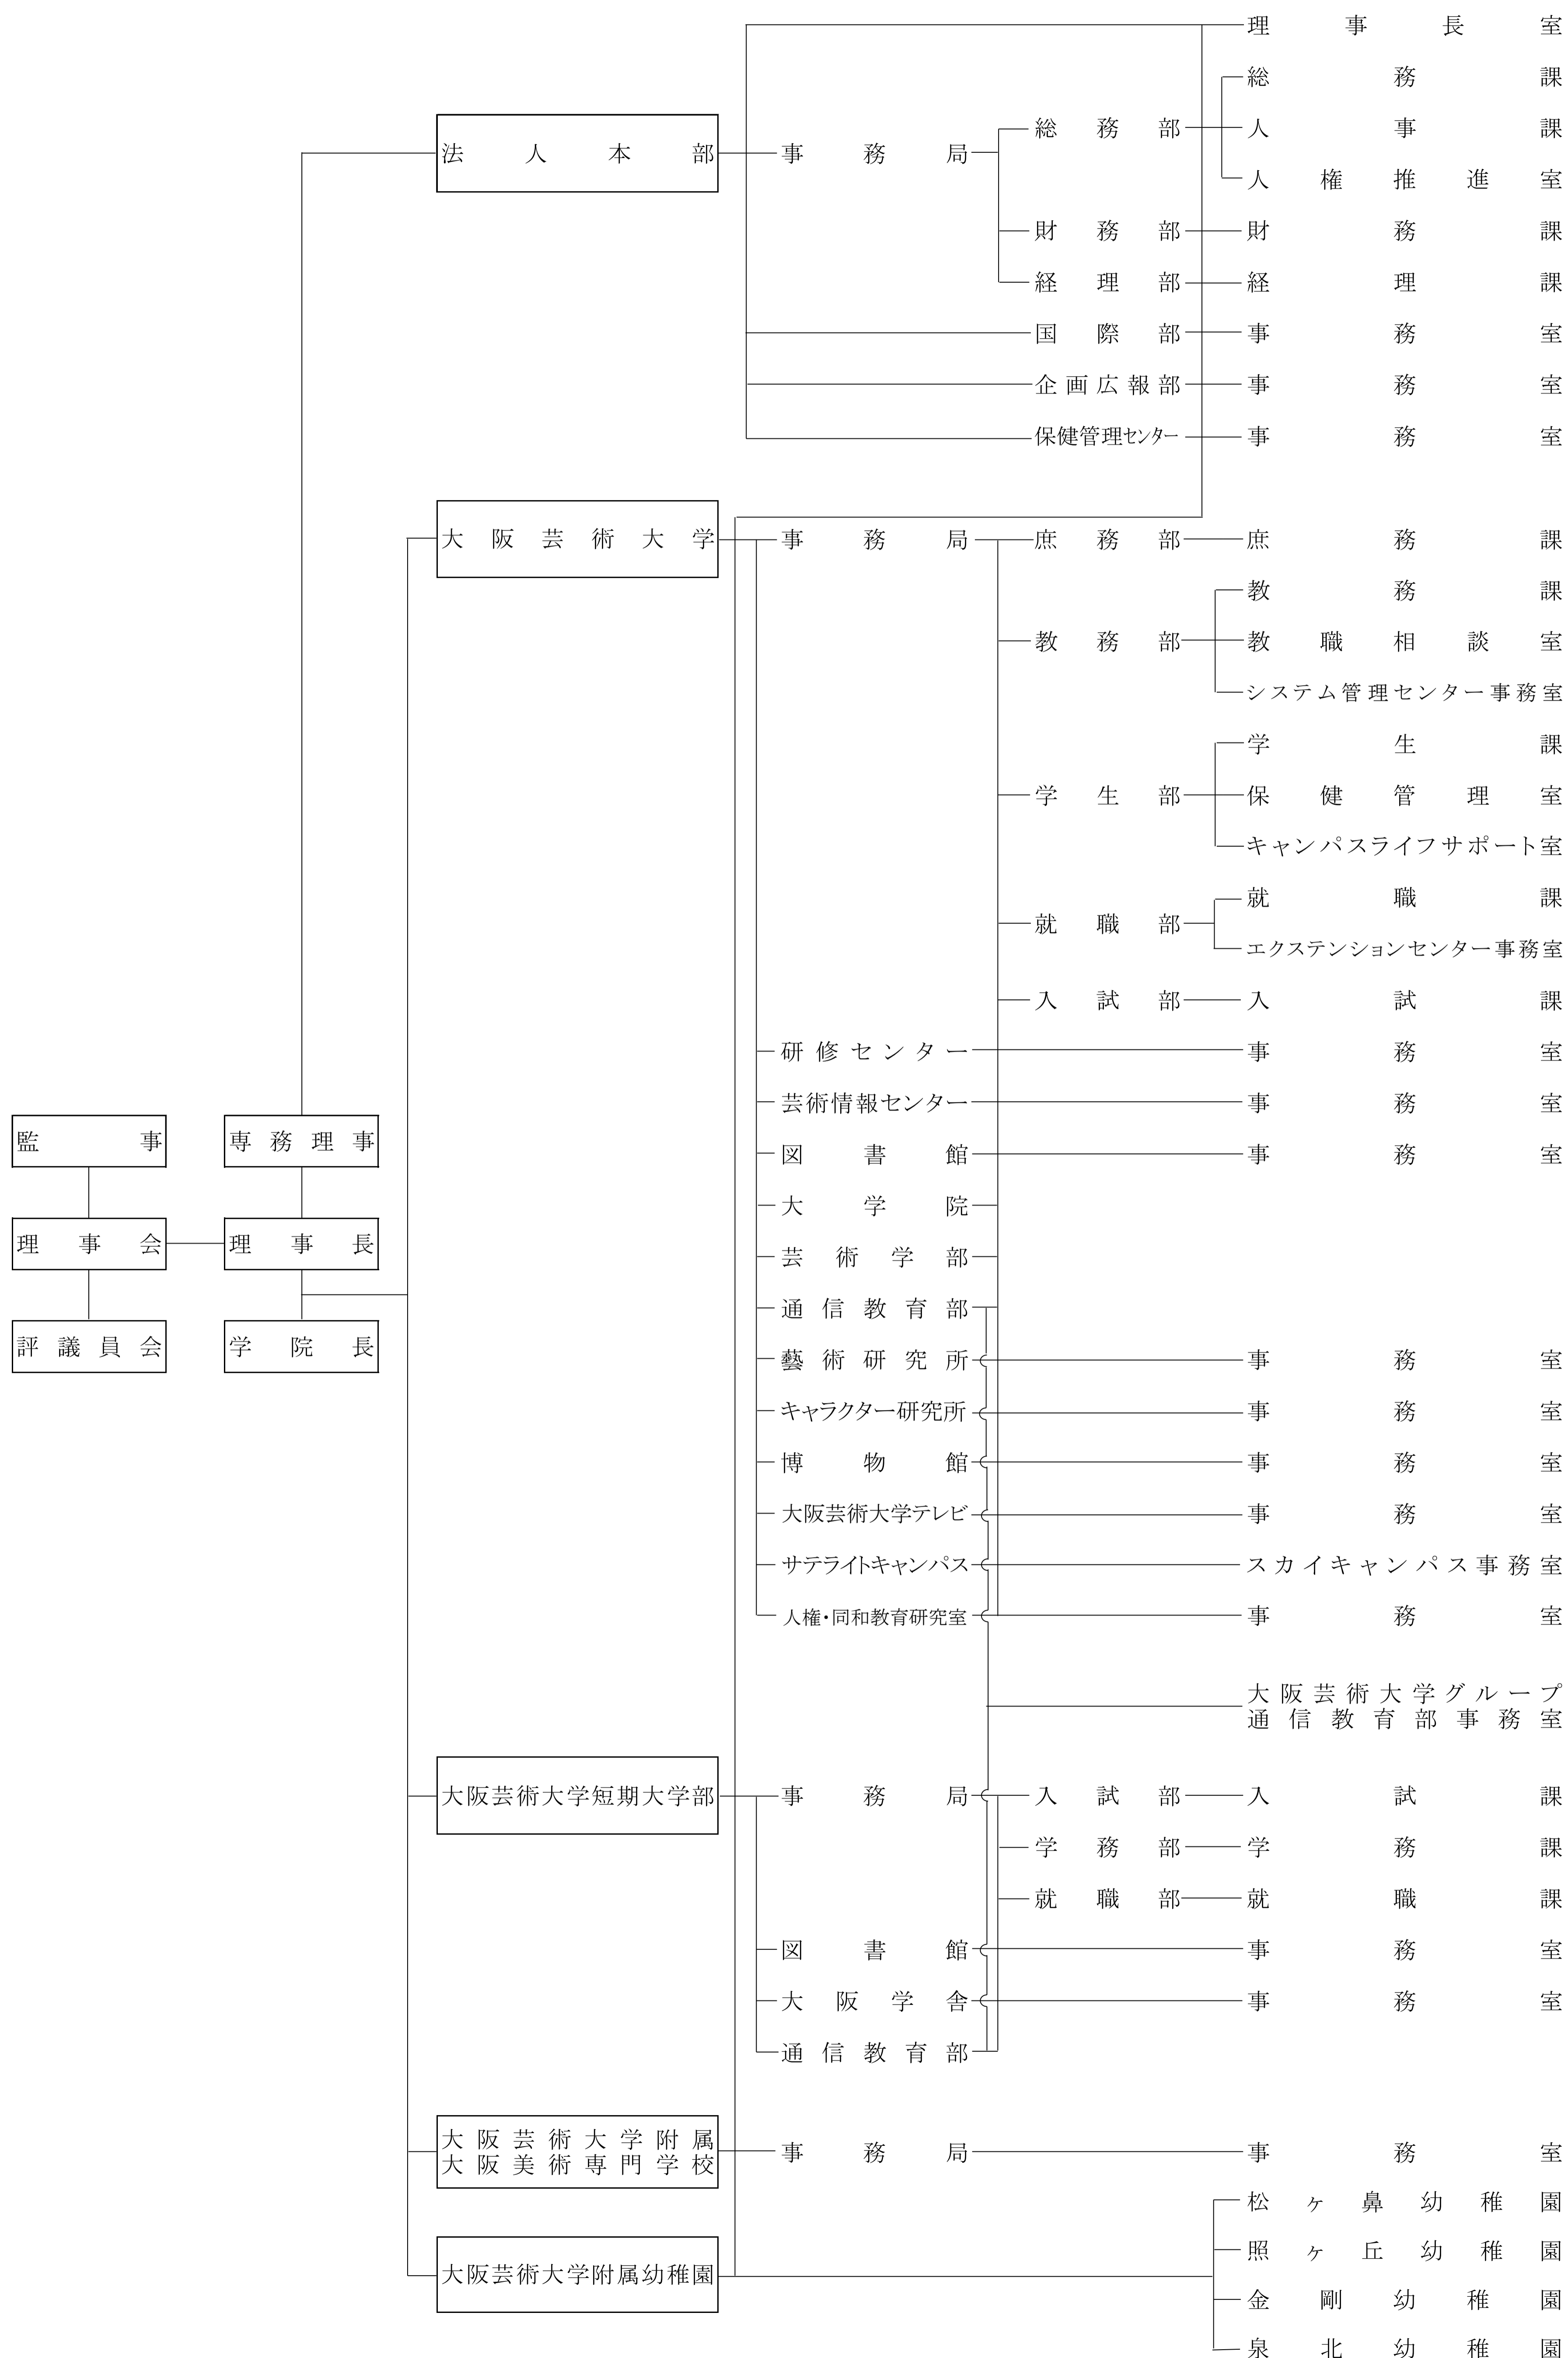 理事長室
総務課
法人本部 事務局 総務部 人事課
人権推進室
財務部 財務課
経理部 経理課
国際部 事務室
企画広報部 事務室
保健管理センター 事務室
大阪芸術大学 事務局 庶務部 庶務課
教務課
教務部 教職相談室
システム管理センター事務室
学生課
学生部 保健管理室
キャンパスライフサポート室
就職課
就職部
エクステンションセンター事務室
入試部 入試課
研修センター 事務室
芸術情報センター 事務室
監事 専務理事 図書館 事務室
大学院
理事会 理事長 芸術学部
通信教育部
評議員会 学院長 藝術研究所 事務室
キャラクター研究所 事務室
博物館 事務室
大阪芸術大学テレビ 事務室
サテライトキャンパス スカイキャンパス事務室
人権・同和教育研究室 事務室
大阪芸術大学グループ
通信教育部事務室
大阪芸術大学短期大学部 事務局 入試部 入試課
学務部 学務課
就職部 就職課
図書館 事務室
大阪学舎 事務室
通信教育部
大阪芸術大学附属
大阪美術専門学校 事務局 事務室
松ヶ鼻幼稚園
照ヶ丘幼稚園
大阪芸術大学附属幼稚園
金剛幼稚園
泉北幼稚園